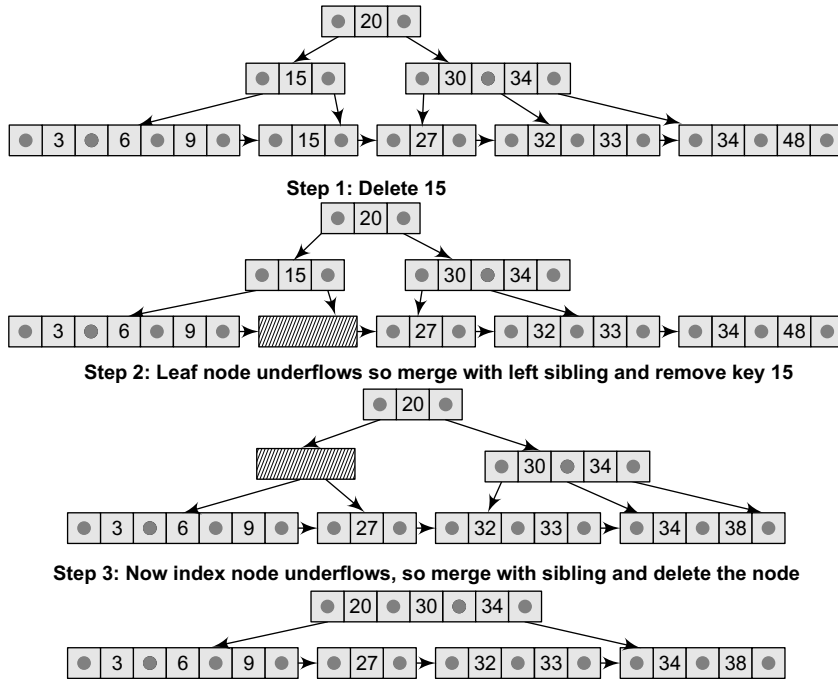 20
15 30 34
3 6 9 15 27 32 33 34 48
Step 1: Delete 15
20
15 30 34
3 6 9 27 32 33 34 48
Step 2: Leaf node underflows so merge with left sibling and remove key 15
20
30 34
3 6 9 27 32 33 34 38
Step 3: Now index node underflows, so merge with sibling and delete the node
20 30 34
3 6 9 27 32 33 34 38